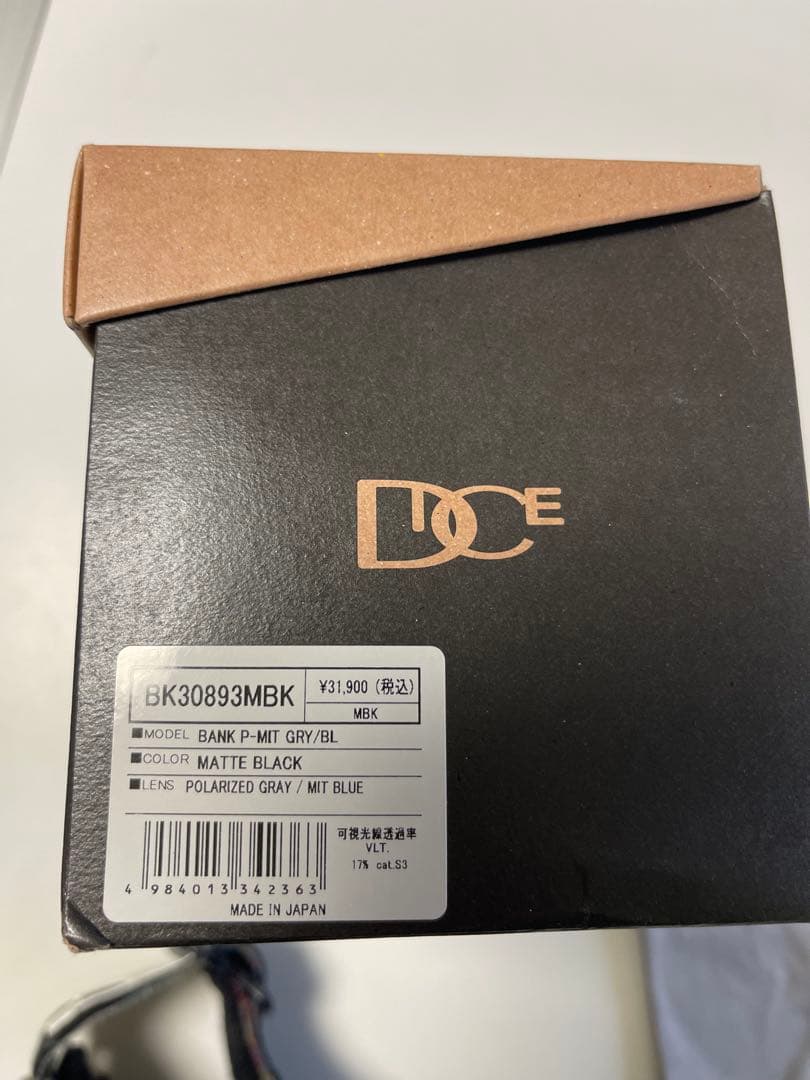 DICE
BK30893MBK
¥31,900 (税込)
MBK
■MODEL BANK P-MIT GRY/BL
■COLOR MATTE BLACK
■LENS POLARIZED GRAY / MIT BLUE
可視光線透過率
VLT.
17% cat.S3
4 984013 342363
MADE IN JAPAN